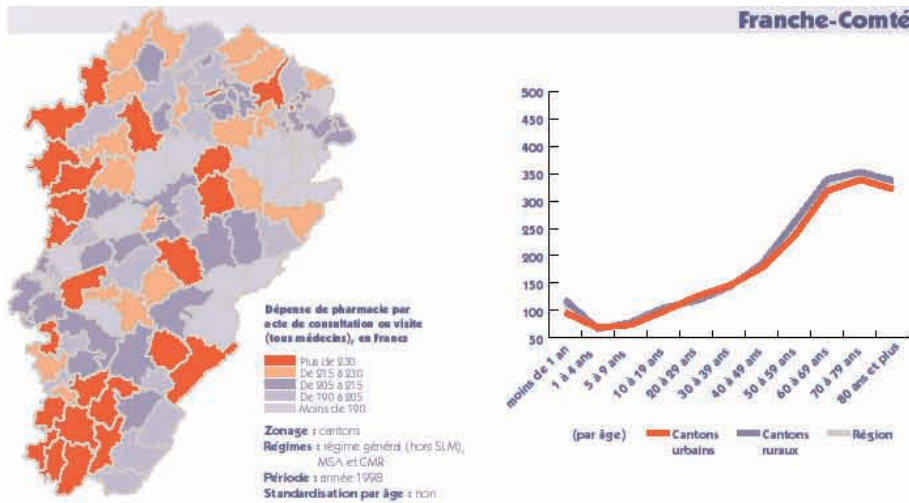 Franche-Comté
Dépense de pharmacie par
acte de consultation ou visite
(tous médecins), en Francs
Plus de 230
De 215 à 230
De 205 à 215
De 190 à 205
Moins de 190
Zonage : cantons
Régimes : régime général (hors SLM),
MSA et CMR
Période : année 1998
Standardisation par âge : non
500
450
400
350
300
250
200
150
100
50
moins de 1 an
1 à 4 ans
5 à 9 ans
10 à 19 ans
20 à 29 ans
30 à 39 ans
40 à 49 ans
50 à 59 ans
60 à 69 ans
70 à 79 ans
80 ans et plus
(par âge)
Cantons
urbains
Cantons
ruraux
Région